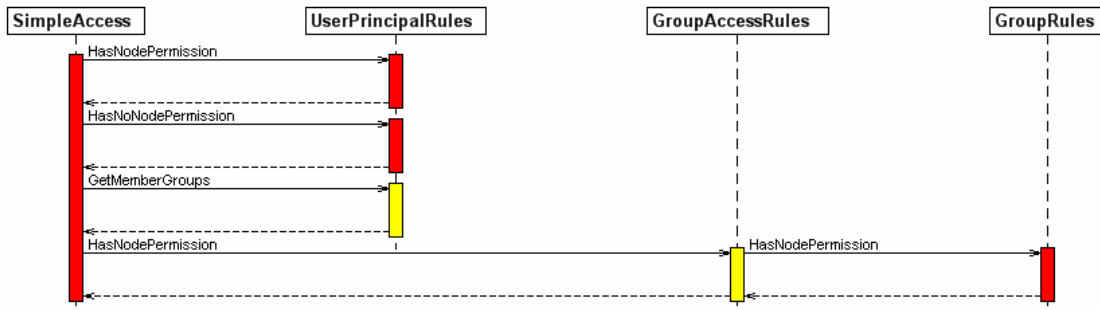 SimpleAccess UserPrincipalRules GroupAccessRules GroupRules
HasNodePermission
HasNoNodePermission
GetMemberGroups
HasNodePermission HasNodePermission